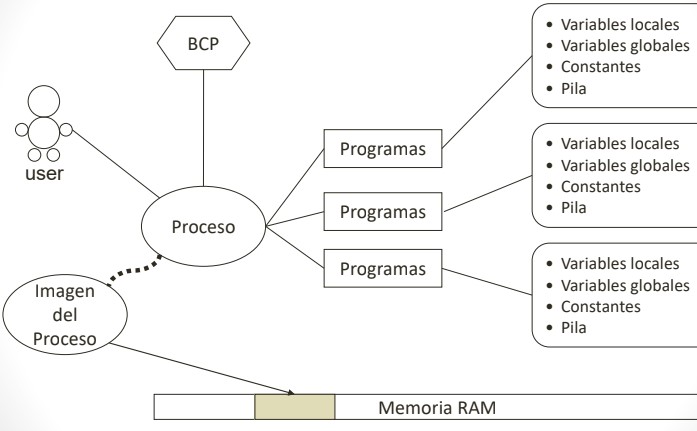 BCP
user
Proceso
Imagen
del
Proceso
Programas
Programas
Programas
• Variables locales
• Variables globales
• Constantes
• Pila
• Variables locales
• Variables globales
• Constantes
• Pila
• Variables locales
• Variables globales
• Constantes
• Pila
Memoria RAM